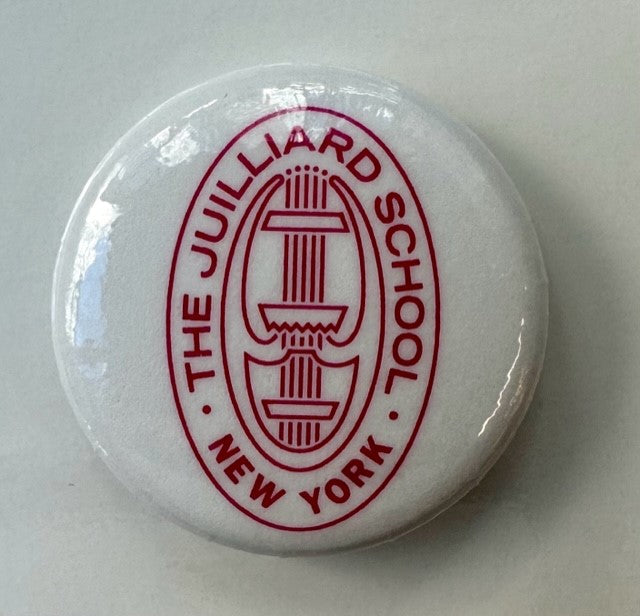 THE JUILLIARD SCHOOL
• NEW YORK •